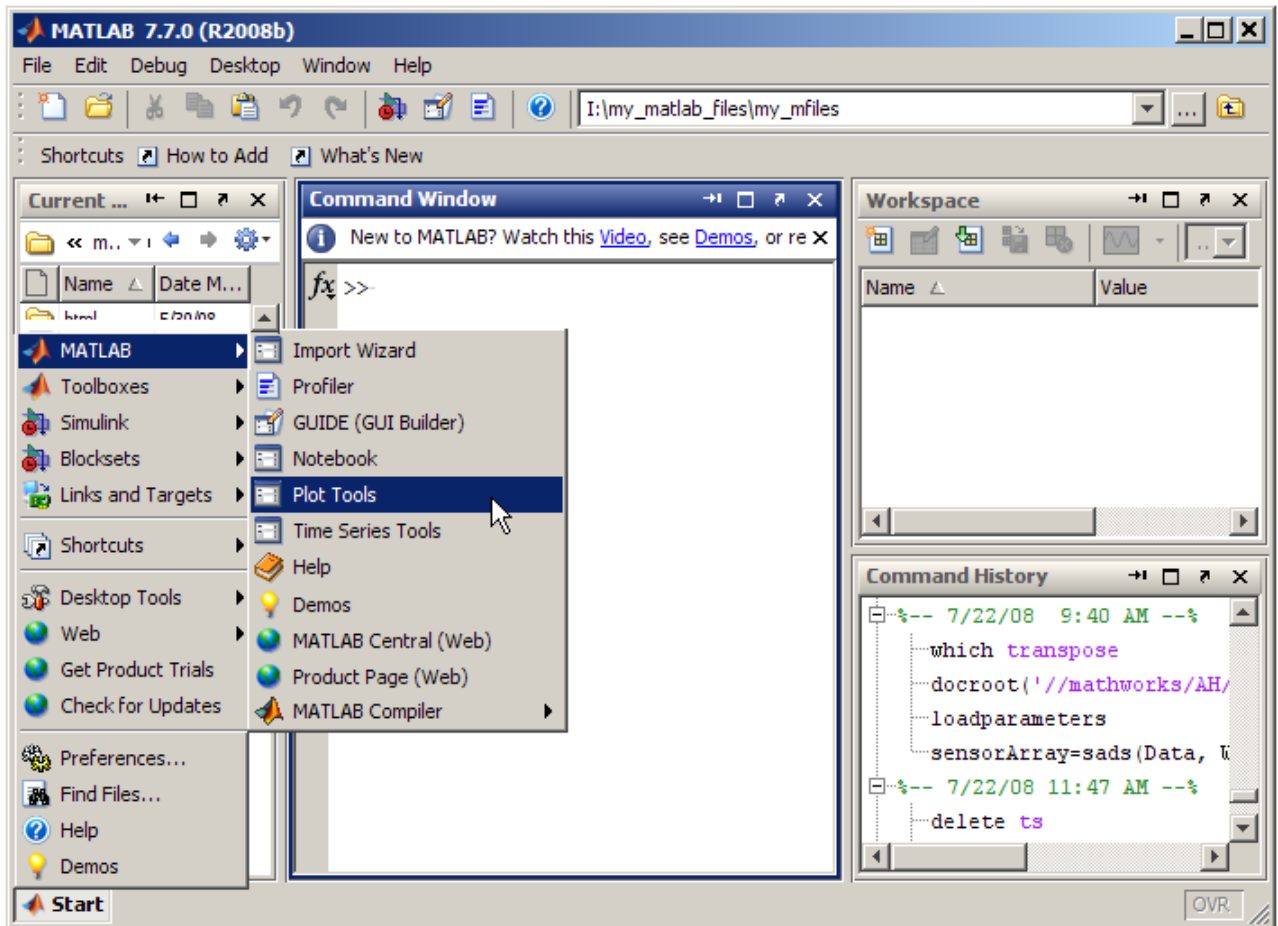 MATLAB 7.7.0 (R2008b)
File Edit Debug Desktop Window Help
I:\my_matlab_files\my_mfiles
...
Shortcuts How to Add What's New
Current ...
« m..
Name Date M...
html 5/30/08
Command Window
New to MATLAB? Watch this Video, see Demos, or re
fx >>
Workspace
..
Name Value
MATLAB
Toolboxes
Simulink
Blocksets
Links and Targets
Shortcuts
Desktop Tools
Web
Get Product Trials
Check for Updates
Preferences...
Find Files...
Help
Demos
Import Wizard
Profiler
GUIDE (GUI Builder)
Notebook
Plot Tools
Time Series Tools
Help
Demos
MATLAB Central (Web)
Product Page (Web)
MATLAB Compiler
Command History
%-- 7/22/08 9:40 AM --%
which transpose
docroot('//mathworks/AH/
loadparameters
sensorArray=sads(Data, W
%-- 7/22/08 11:47 AM --%
delete ts
Start
OVR